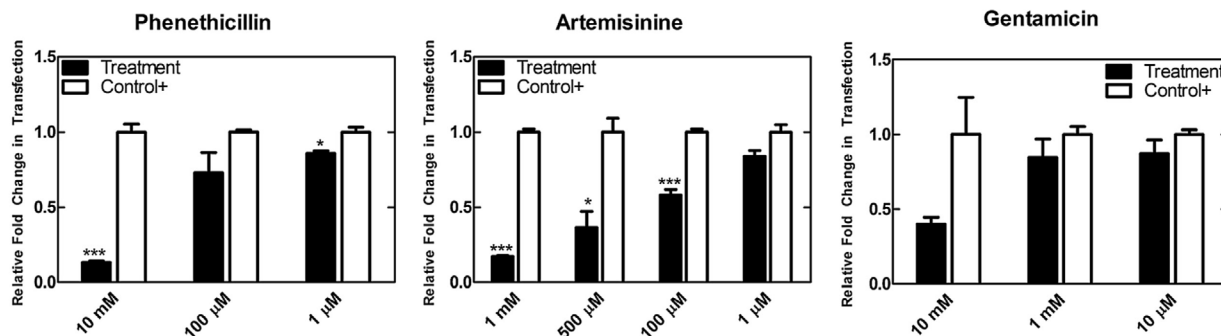 Phenethicillin
Relative Fold Change in Transfection
1.5
1.0
0.5
0.0
Treatment
Control+
***
*
10 mM
100 µM
1 µM
Artemisinine
Relative Fold Change in Transfection
1.5
1.0
0.5
0.0
Treatment
Control+
***
*
***
1 mM
500 µM
100 µM
1 µM
Gentamicin
Relative Fold Change in Transfection
1.5
1.0
0.5
0.0
Treatment
Control+
10 mM
1 mM
10 µM